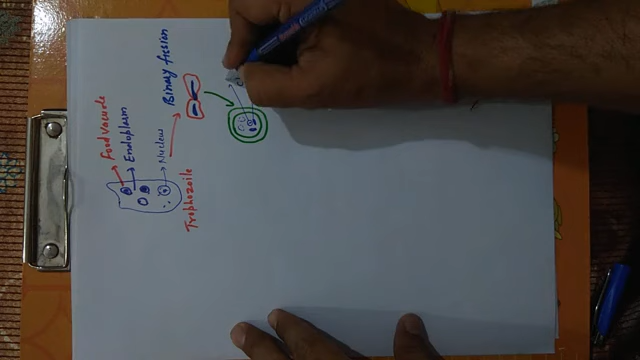 Food vacuole
Endoplasm
Nucleus
Trophozoite
Binary fission